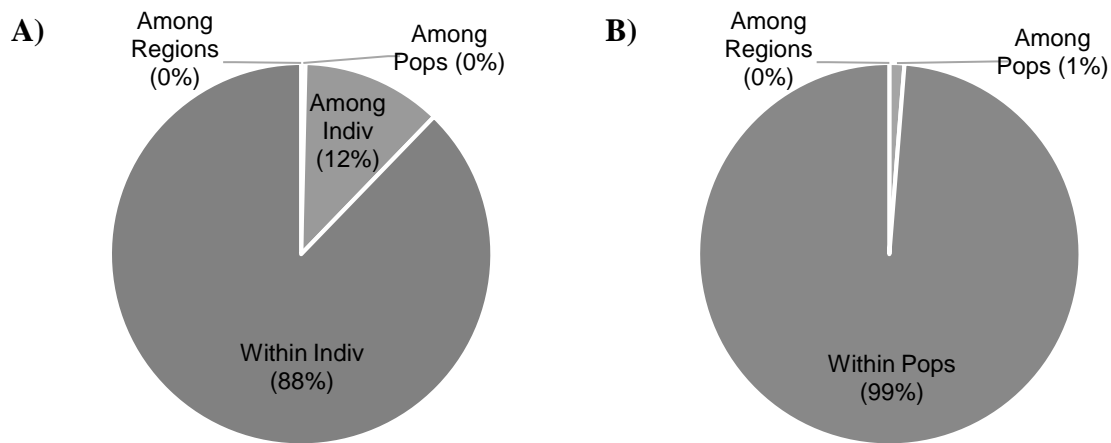 A)
Among
Regions
(0%)
Among
Pops (0%)
Among
Indiv
(12%)
Within Indiv
(88%)
B)
Among
Regions
(0%)
Among
Pops (1%)
Within Pops
(99%)